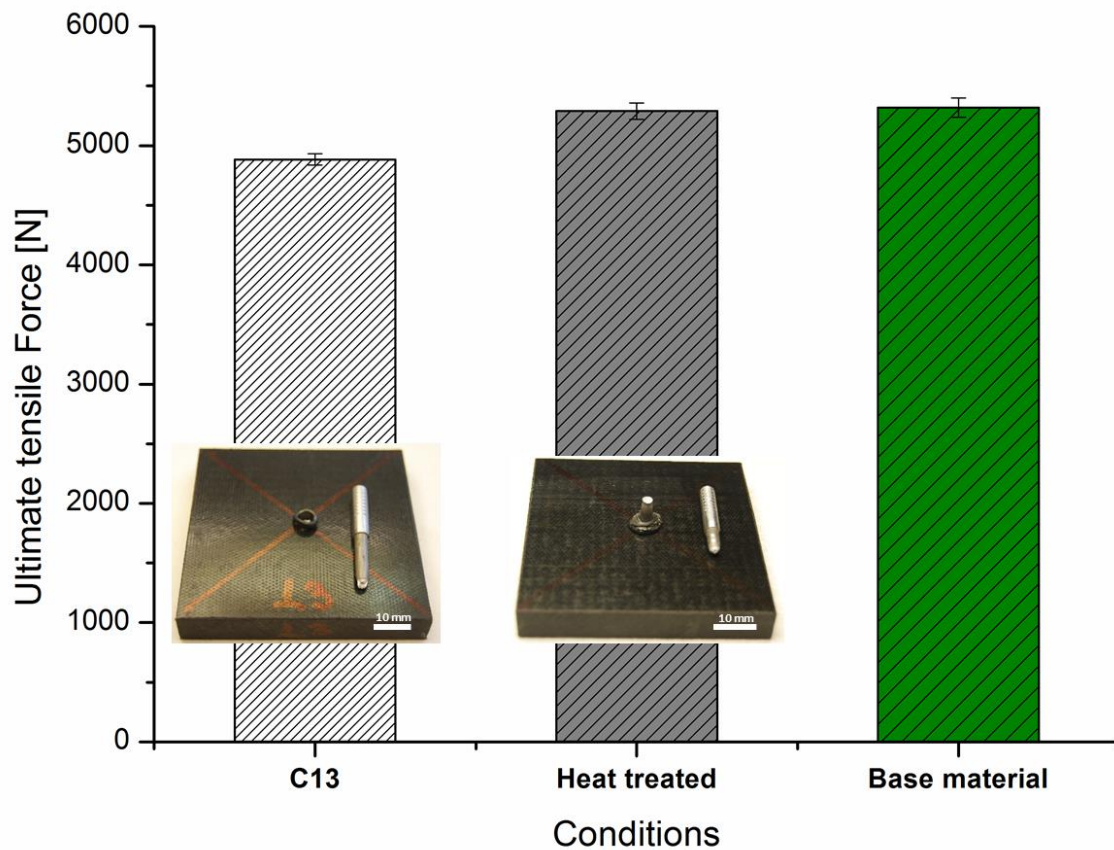 Ultimate tensile Force [N]
6000
5000
4000
3000
2000
1000
0
10 mm
10 mm
C13
Heat treated
Base material
Conditions